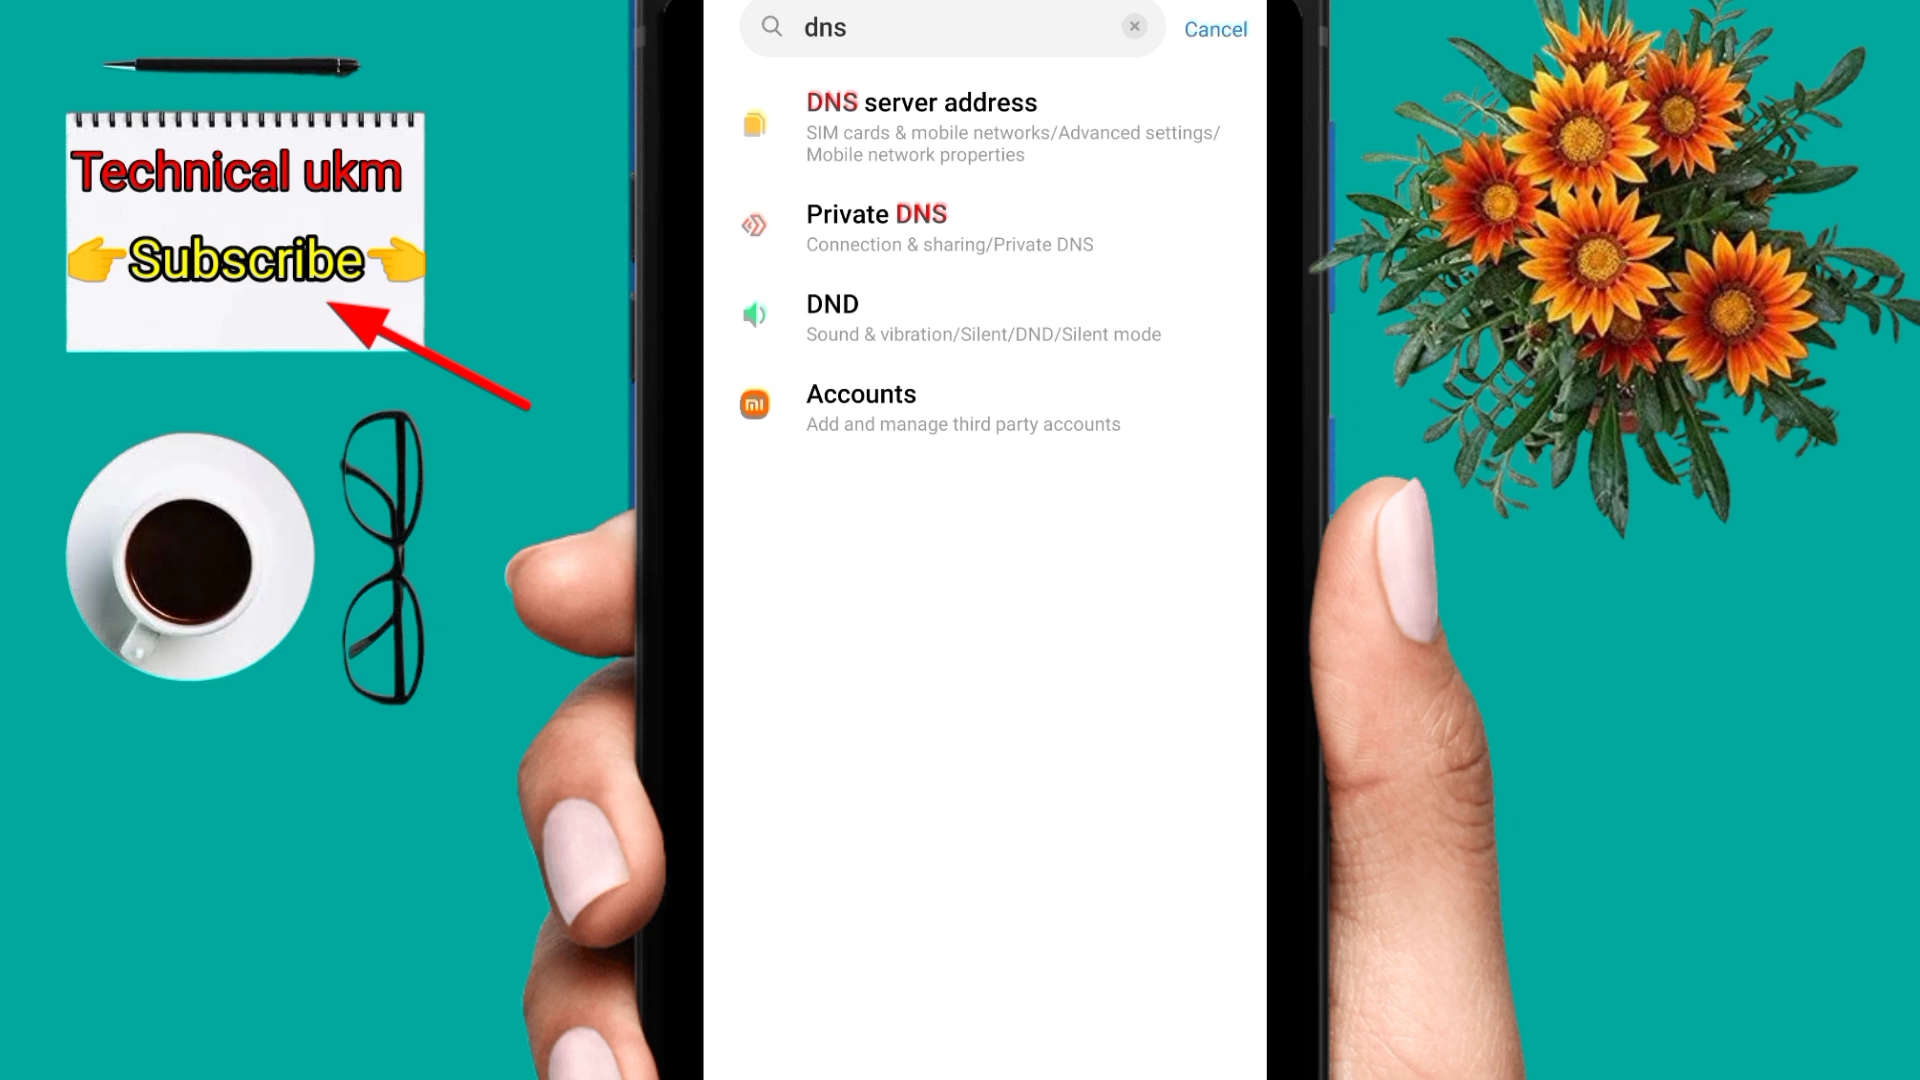 Technical ukm
👉Subscribe👈
dns
Cancel
DNS server address
SIM cards & mobile networks/Advanced settings/
Mobile network properties
Private DNS
Connection & sharing/Private DNS
DND
Sound & vibration/Silent/DND/Silent mode
mi
Accounts
Add and manage third party accounts